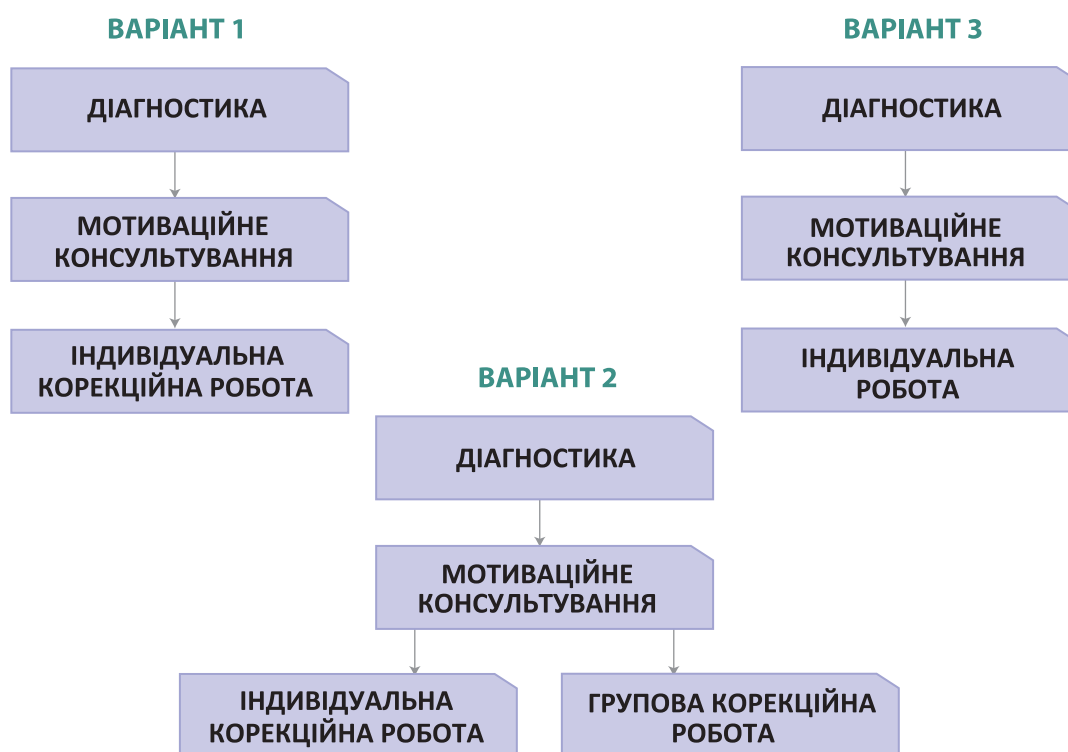 ВАРІАНТ 1
ДІАГНОСТИКА
МОТИВАЦІЙНЕ
КОНСУЛЬТУВАННЯ
ІНДИВІДУАЛЬНА
КОРЕКЦІЙНА РОБОТА
ВАРІАНТ 3
ДІАГНОСТИКА
МОТИВАЦІЙНЕ
КОНСУЛЬТУВАННЯ
ІНДИВІДУАЛЬНА
РОБОТА
ВАРІАНТ 2
ДІАГНОСТИКА
МОТИВАЦІЙНЕ
КОНСУЛЬТУВАННЯ
ІНДИВІДУАЛЬНА
КОРЕКЦІЙНА РОБОТА
ГРУПОВА КОРЕКЦІЙНА
РОБОТА